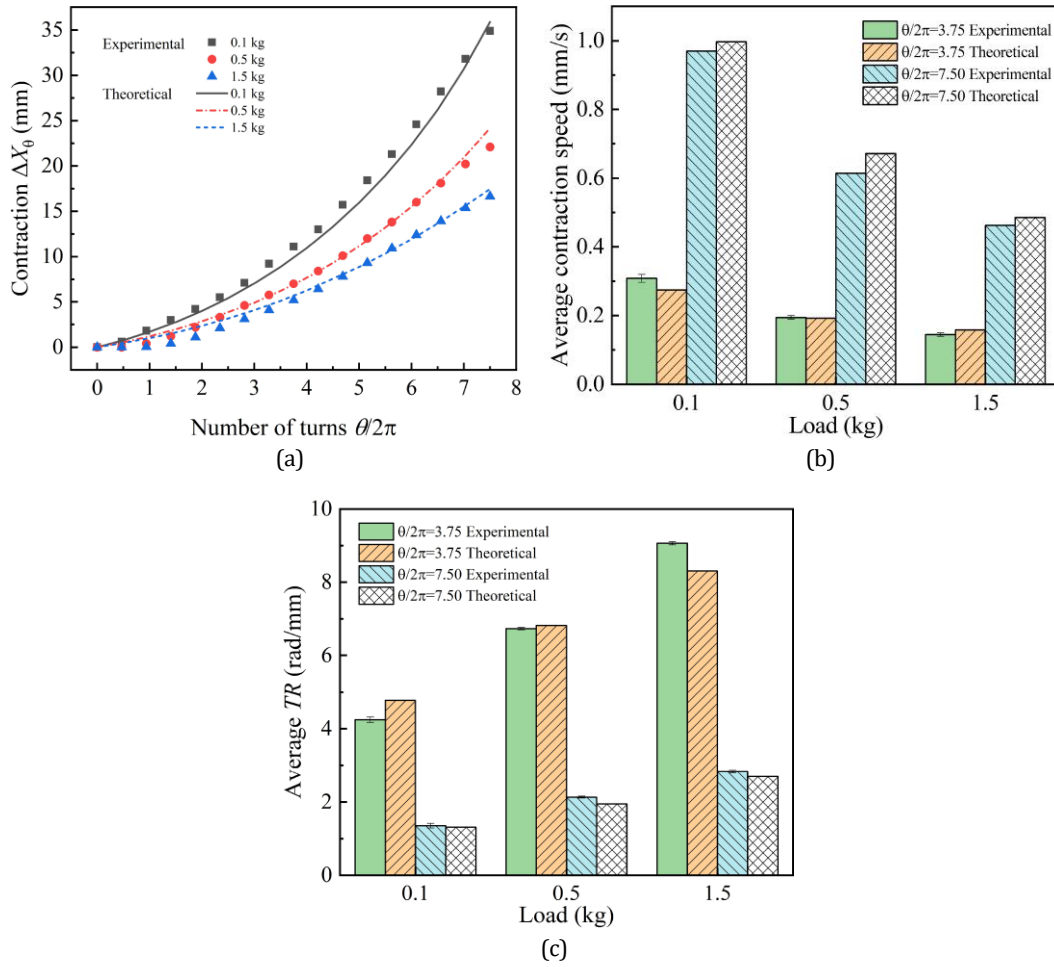 35
30
25
20
15
10
5
0
Contraction ΔXθ (mm)
Experimental
0.1 kg
0.5 kg
1.5 kg
Theoretical
0.1 kg
0.5 kg
1.5 kg
0 1 2 3 4 5 6 7 8
Number of turns θ/2π
(a)
1.0
0.8
0.6
0.4
0.2
0.0
Average contraction speed (mm/s)
θ/2π=3.75 Experimental
θ/2π=3.75 Theoretical
θ/2π=7.50 Experimental
θ/2π=7.50 Theoretical
0.1 0.5 1.5
Load (kg)
(b)
10
8
6
4
2
0
Average TR (rad/mm)
θ/2π=3.75 Experimental
θ/2π=3.75 Theoretical
θ/2π=7.50 Experimental
θ/2π=7.50 Theoretical
0.1 0.5 1.5
Load (kg)
(c)